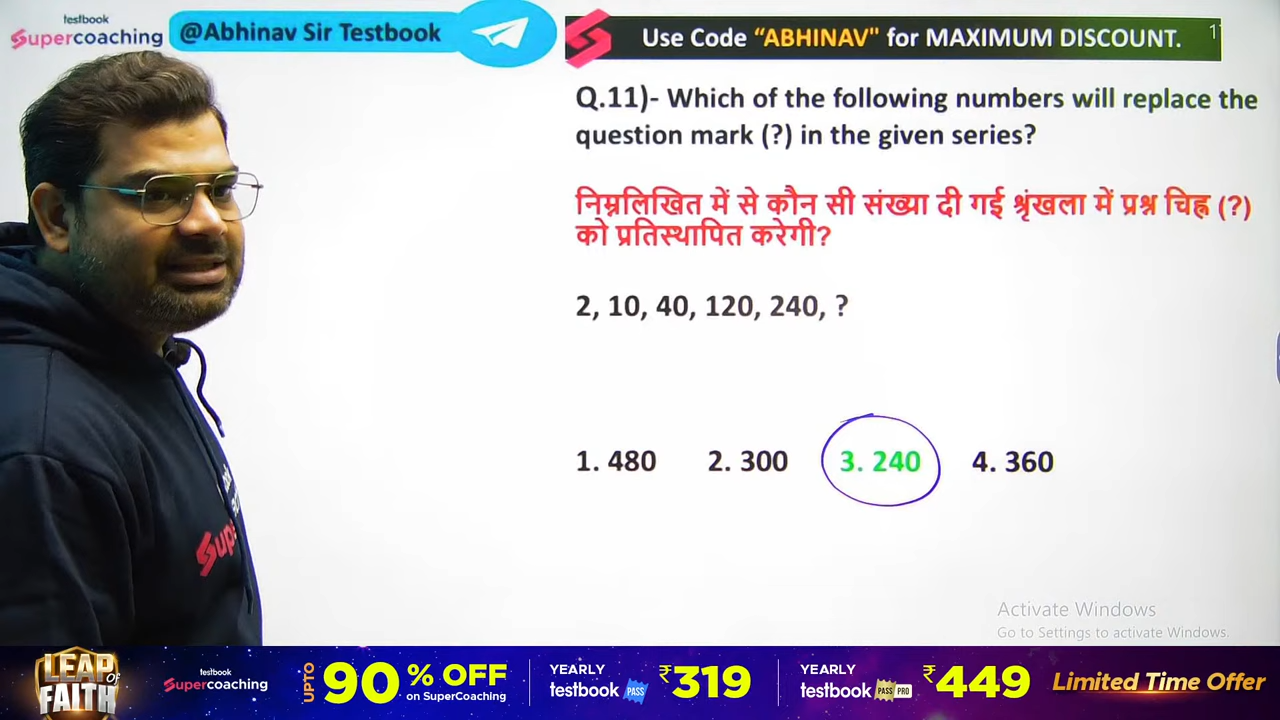 testbook
Supercoaching
@Abhinav Sir Testbook
Use Code “ABHINAV" for MAXIMUM DISCOUNT.
Q.11)- Which of the following numbers will replace the
question mark (?) in the given series?
निम्नलिखित में से कौन सी संख्या दी गई श्रृंखला में प्रश्न चिह्न (?)
को प्रतिस्थापित करेगी?
2, 10, 40, 120, 240, ?
1. 480 2. 300 3. 240 4. 360
Activate Windows
Go to Settings to activate Windows.
LEAP OF FAITH
testbook
Supercoaching
UPTO 90% OFF
on SuperCoaching
YEARLY
testbook PASS
₹319
YEARLY
testbook PASS PRO
₹449
Limited Time Offer